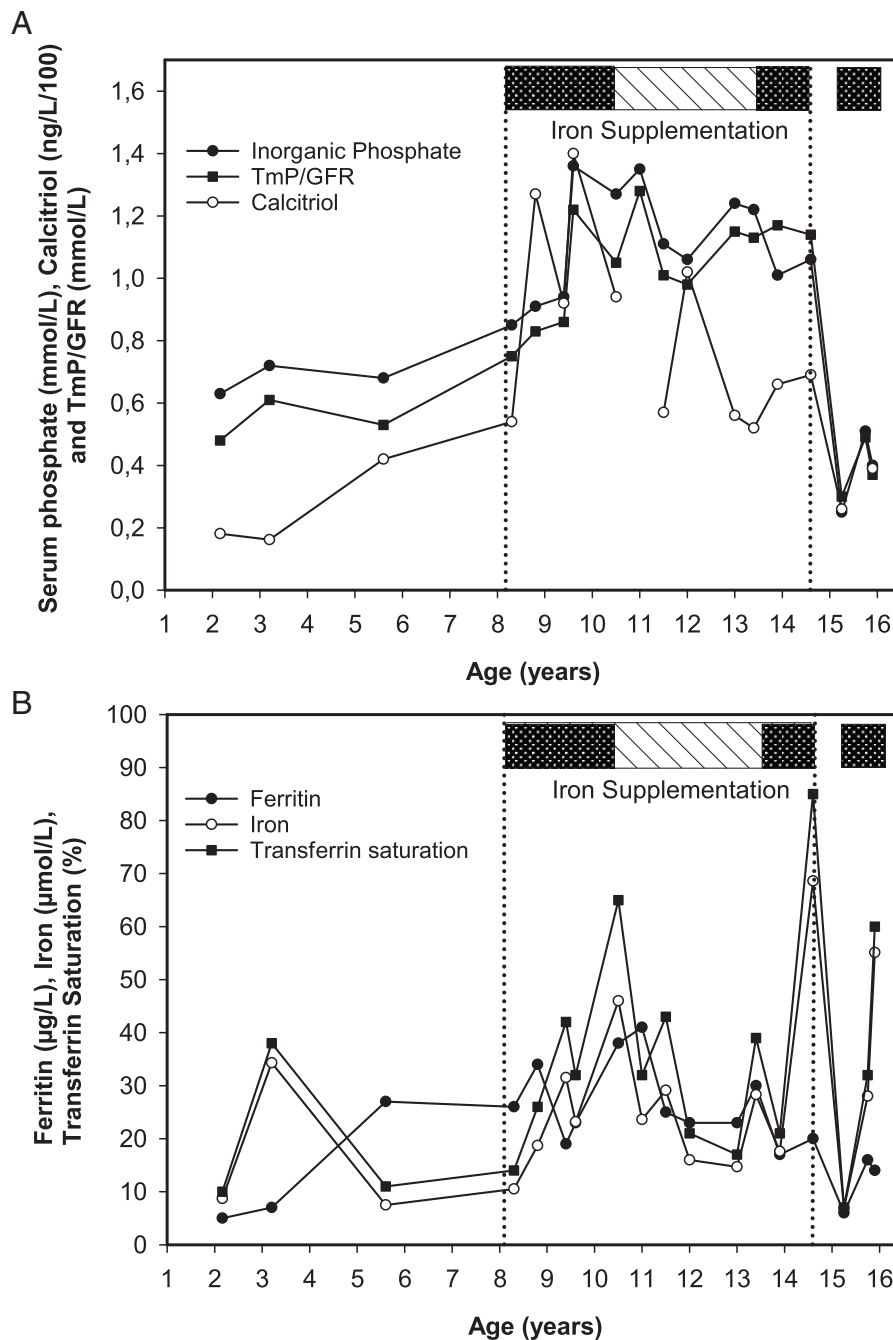 A
Serum phosphate (mmol/L), Calcitriol (ng/L/100)
and TmP/GFR (mmol/L)
1,6
1,4
1,2
1,0
0,8
0,6
0,4
0,2
0,0
Iron Supplementation
Inorganic Phosphate
TmP/GFR
Calcitriol
1 2 3 4 5 6 7 8 9 10 11 12 13 14 15 16
Age (years)
B
Ferritin (µg/L), Iron (µmol/L),
Transferrin Saturation (%)
100
90
80
70
60
50
40
30
20
10
0
Iron Supplementation
Ferritin
Iron
Transferrin saturation
1 2 3 4 5 6 7 8 9 10 11 12 13 14 15 16
Age (years)